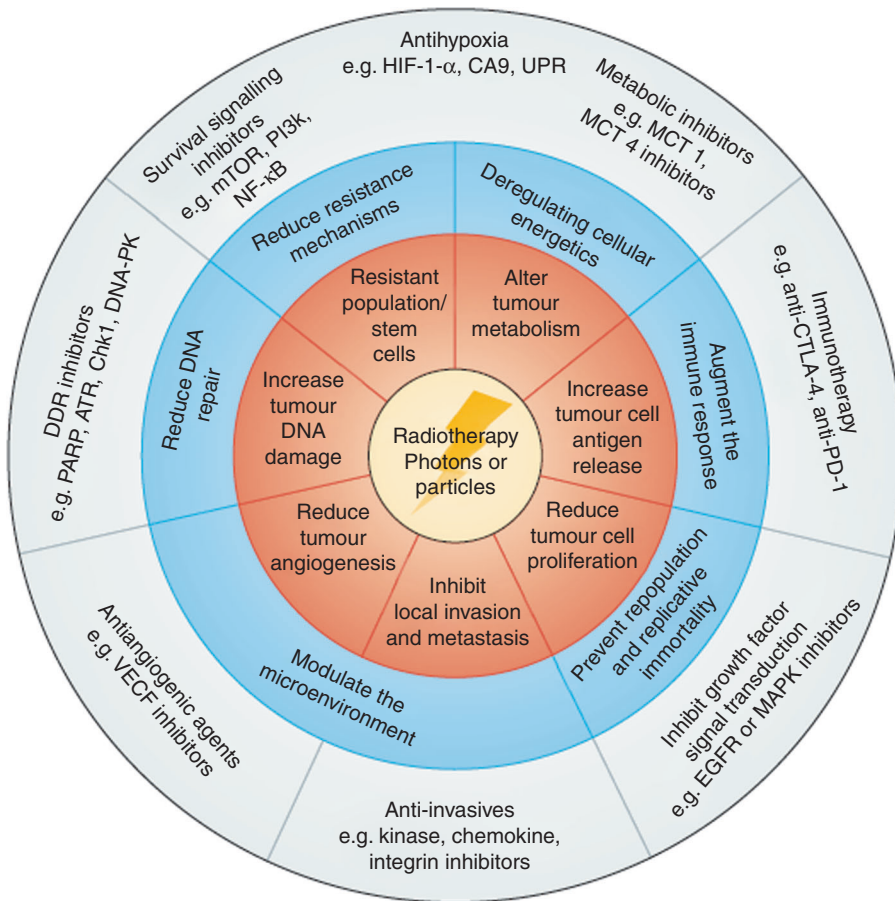 Antihypoxia
e.g. HIF-1-α, CA9, UPR
Metabolic inhibitors
e.g. MCT 1,
MCT 4 inhibitors
Immunotherapy
e.g. anti-CTLA-4, anti-PD-1
Inhibit growth factor
signal transduction
e.g. EGFR or MAPK inhibitors
Anti-invasives
e.g. kinase, chemokine,
integrin inhibitors
Antiangiogenic agents
e.g. VECF inhibitors
DDR inhibitors
e.g. PARP, ATR, Chk1, DNA-PK
Survival signalling
inhibitors
e.g. mTOR, PI3k,
NF-κB
Reduce resistance
mechanisms
Deregulating cellular
energetics
Augment the
immune response
Prevent repopulation
and replicative
immortality
Modulate the
microenvironment
Reduce DNA
repair
Resistant
population/
stem
cells
Alter
tumour
metabolism
Increase
tumour cell
antigen
release
Reduce
tumour cell
proliferation
Inhibit
local invasion
and metastasis
Reduce
tumour
angiogenesis
Increase
tumour
DNA
damage
Radiotherapy
Photons or
particles